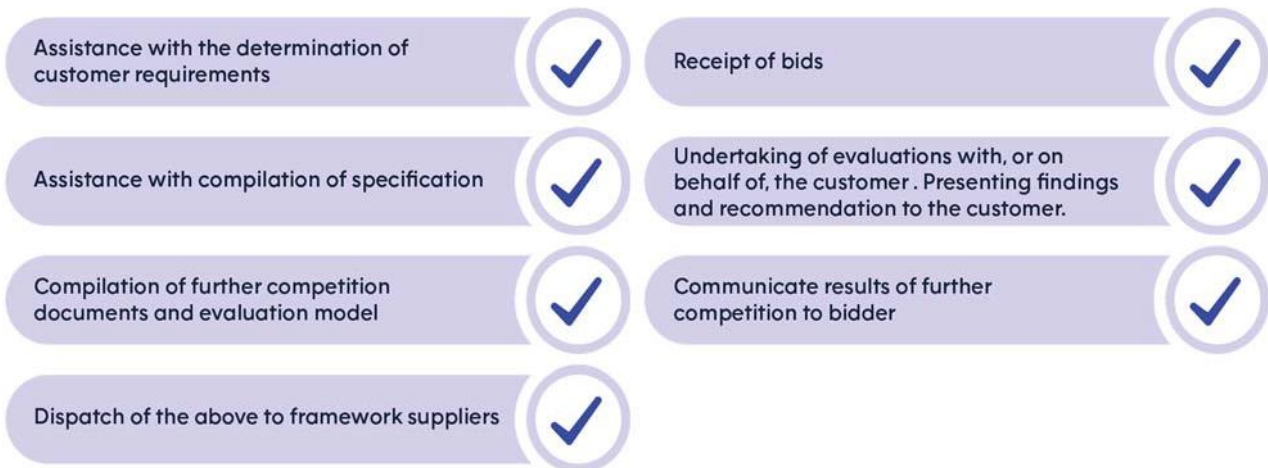 Assistance with the determination of
customer requirements
Assistance with compilation of specification
Compilation of further competition
documents and evaluation model
Dispatch of the above to framework suppliers
Receipt of bids
Undertaking of evaluations with, or on
behalf of, the customer . Presenting findings
and recommendation to the customer.
Communicate results of further
competition to bidder